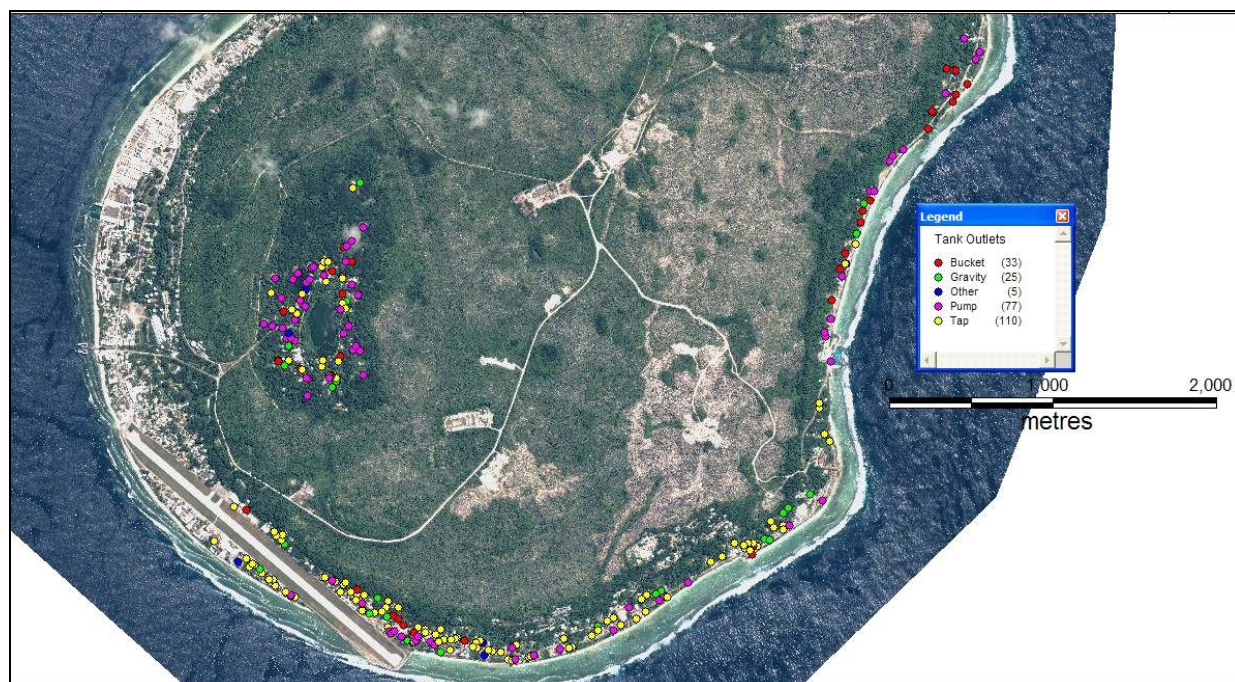 Legend
Tank Outlets
Bucket (33)
Gravity (25)
Other (5)
Pump (77)
Tap (110)
0 1,000 2,000
metres